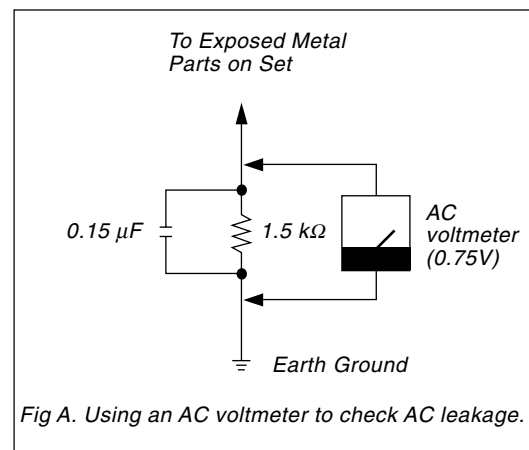 To Exposed Metal
Parts on Set
0.15 μF
1.5 kΩ
AC
voltmeter
(0.75V)
Earth Ground
Fig A. Using an AC voltmeter to check AC leakage.